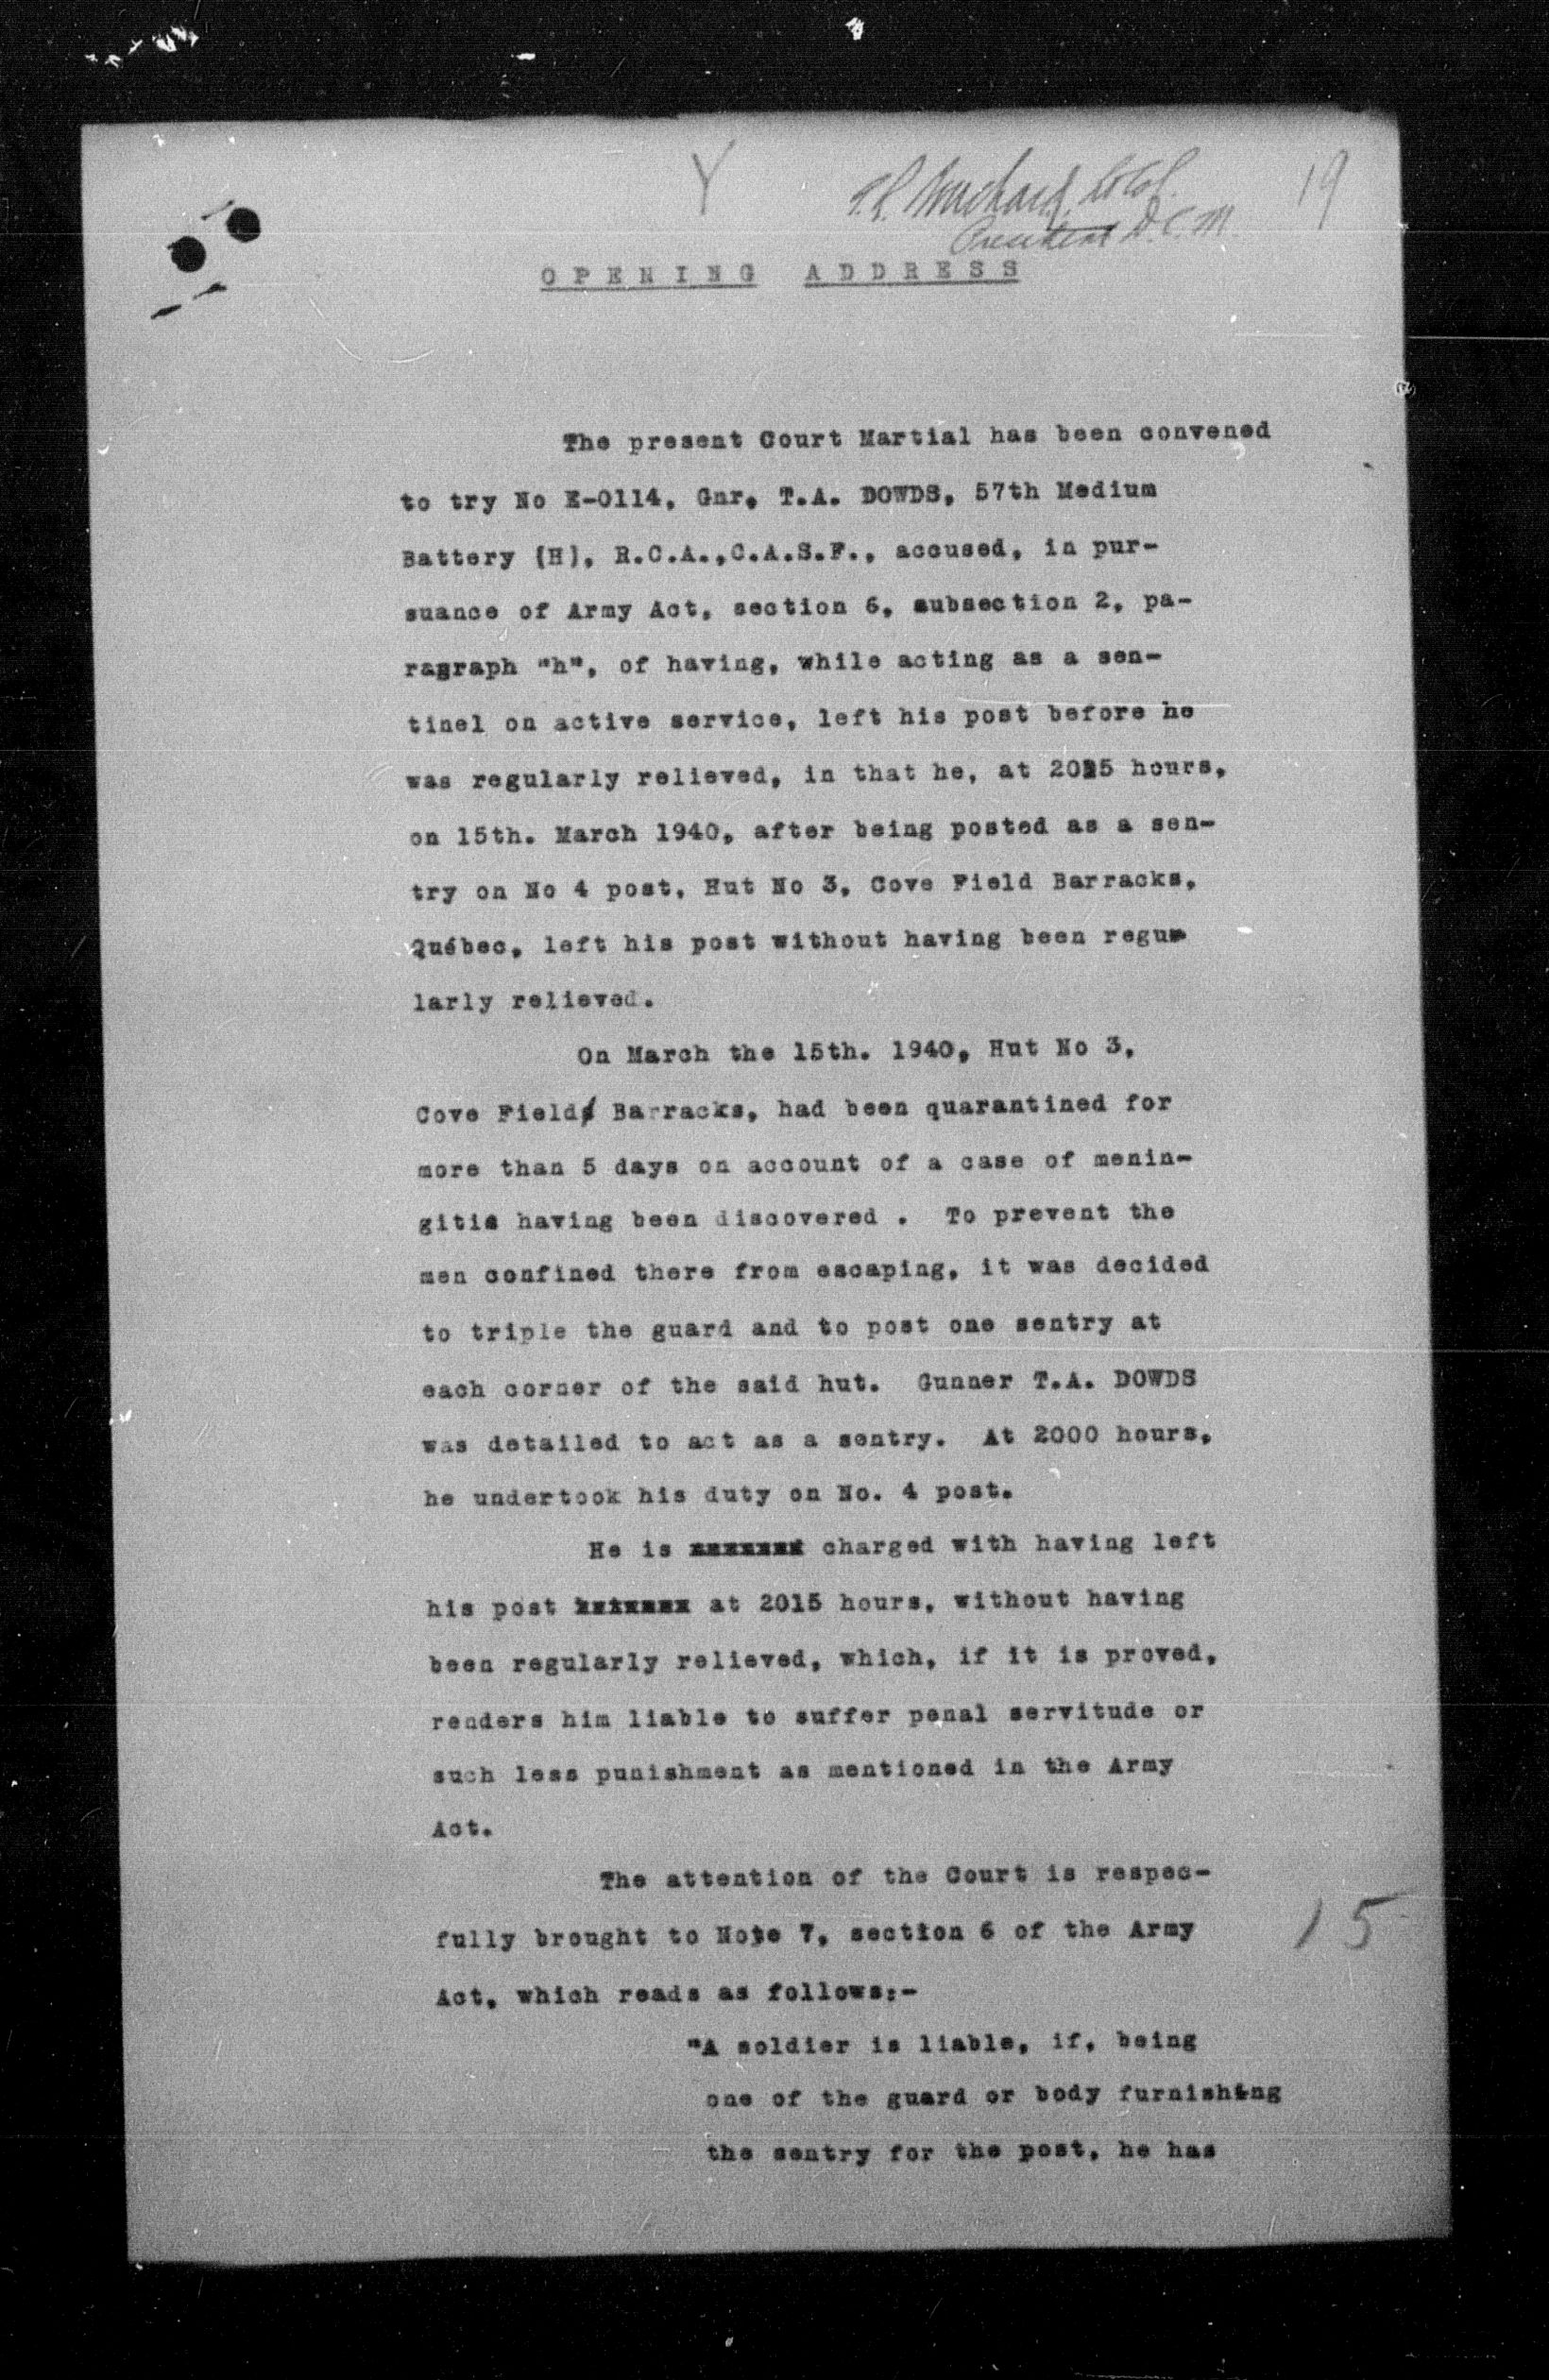 Y
19
President D.C.M.
OPENING ADDRESS
The present Court Martial has been convened
to try No E-0114, Gnr. T.A. DOWDS, 57th Medium
Battery (H), R.C.A.,C.A.S.F., accused, in pur-
suance of Army Act, section 6, subsection 2, pa-
ragraph "h", of having, while acting as a sen-
tinel on active service, left his post before he
was regularly relieved, in that he, at hours,
on 15th. March 1940, after being posted as a sen-
try on No 4 post, Hut No 3, Cove Field Barracks,
Québec, left his post without having been regu-
larly relieved.
On March the 15th. 1940, Hut No 3,
Cove Field Barracks, had been quarantined for
more than 5 days on account of a case of menin-
gitis having been discovered . To prevent the
men confined there from escaping, it was decided
to triple the guard and to post one sentry at
each corner of the said hut. Gunner T.A. DOWDS
was detailed to act as a sentry. At 2000 hours,
he undertook his duty on No. 4 post.
He is charged with having left
his post at 2015 hours, without having
been regularly relieved, which, if it is proved,
renders him liable to suffer penal servitude or
such less punishment as mentioned in the Army
Act.
The attention of the Court is respec-
fully brought to Note 7, section 6 of the Army
15
Act, which reads as follows:-
"A soldier is liable, if, being
one of the guard or body furnishing
the sentry for the post, he has